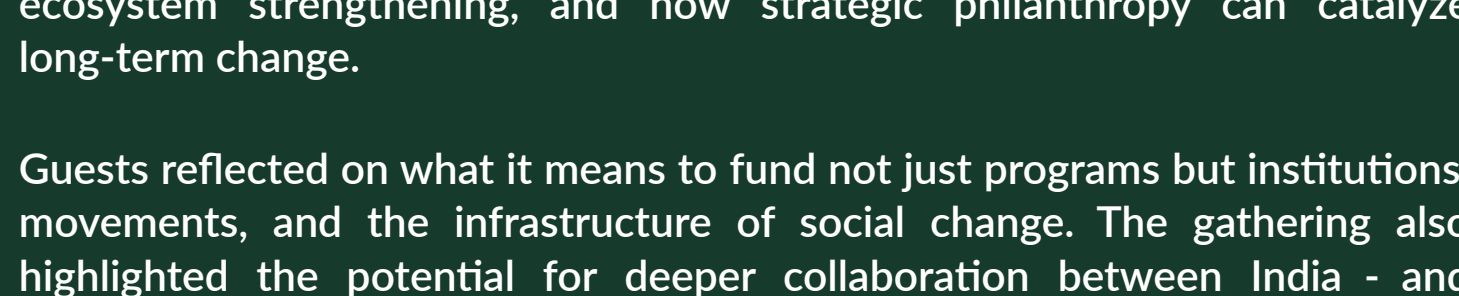 ecosystem strengthening, and how strategic philanthropy can catalyze
long-term change.
Guests reflected on what it means to fund not just programs but institutions
movements, and the infrastructure of social change. The gathering also
highlighted the potential for deeper collaboration between India - and